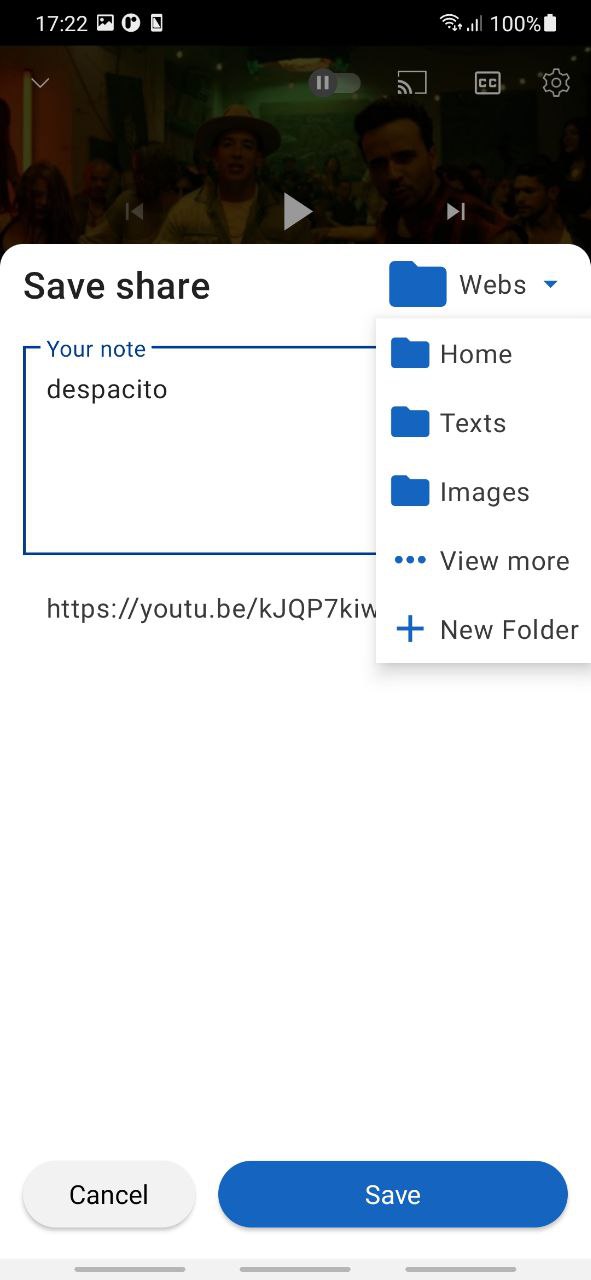 17:22 100%
CC
Save share
Webs
Your note
despacito
Home
Texts
Images
View more
New Folder
https://youtu.be/kJQP7kiw
Cancel
Save